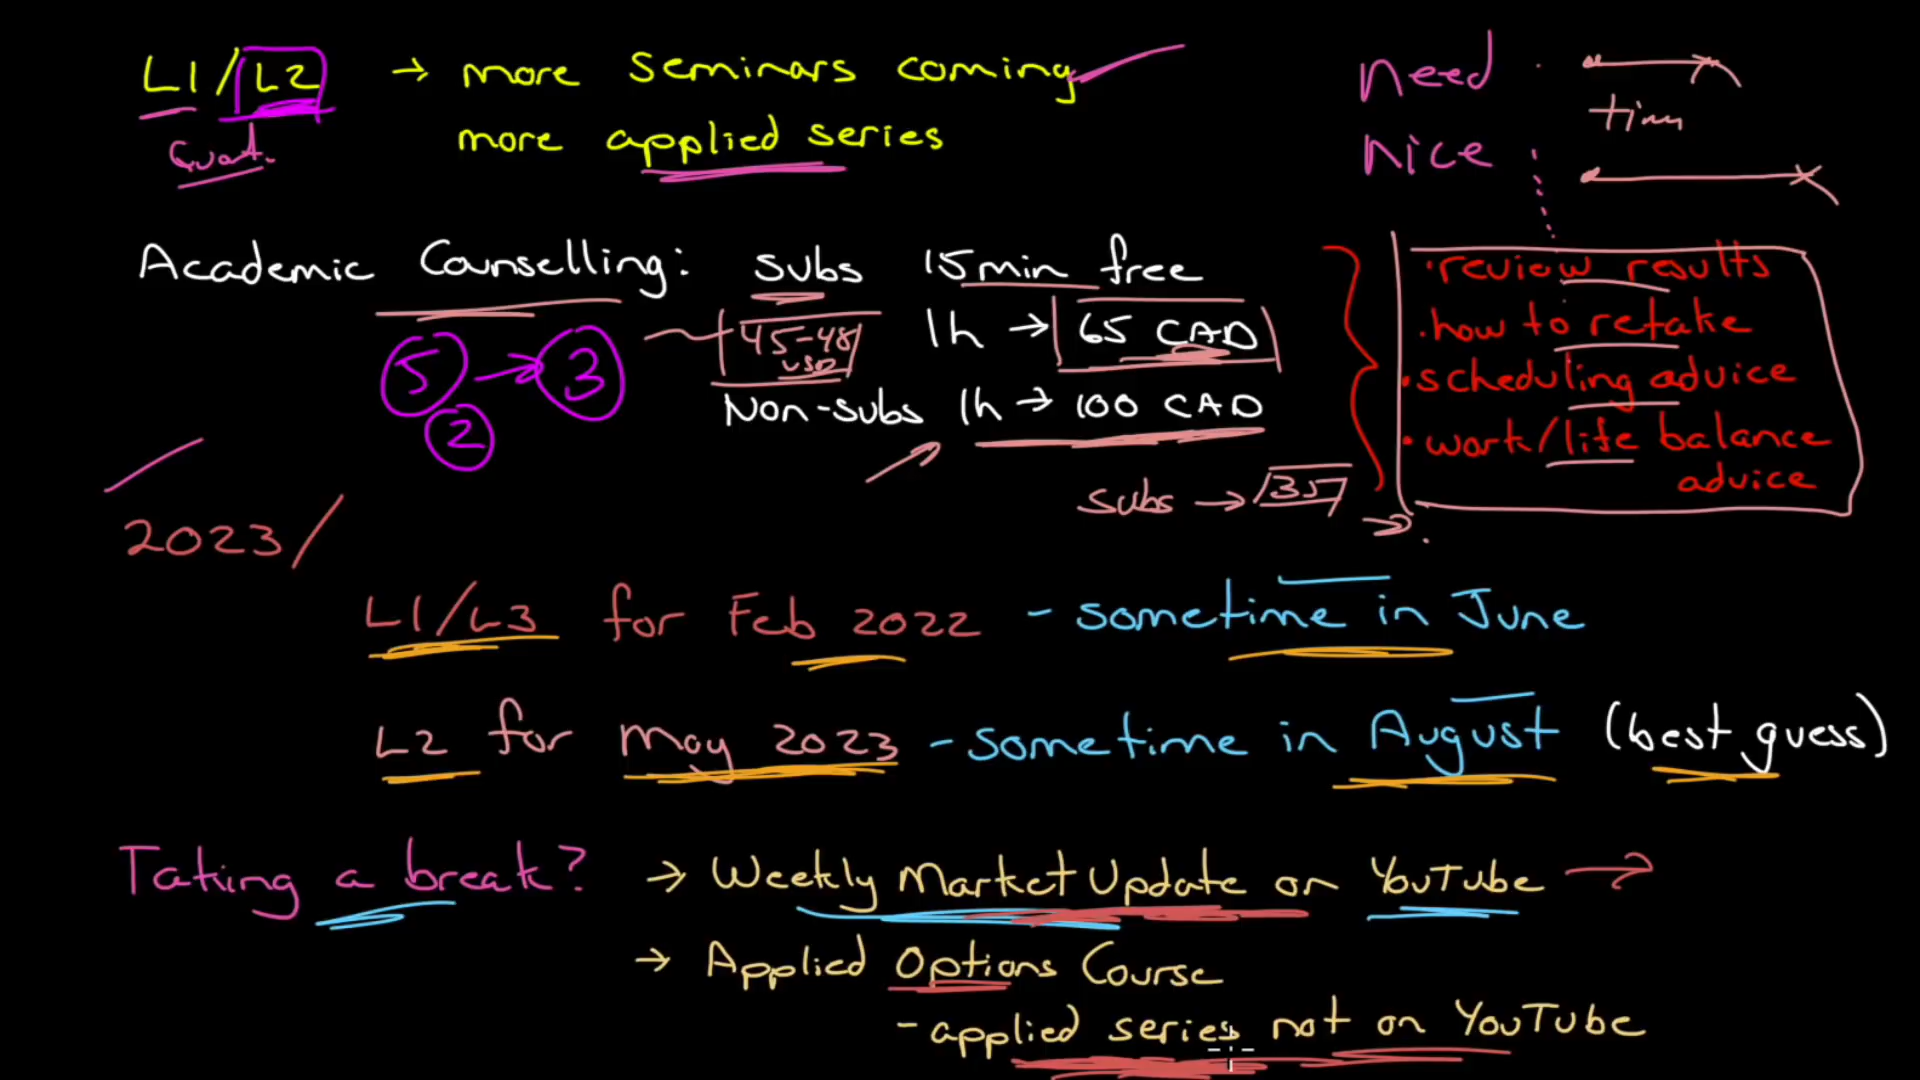 L1/L2 → more seminars coming
Quant. more applied series
need
nice
Academic Counselling: subs 15min free
45-48 USD 1h → 65 CAD
5 → 3
2
Non-subs 1h → 100 CAD
subs → 35
• review results
• how to retake
• scheduling advice
• work/life balance
advice
2023/
L1/L3 for Feb 2022 - sometime in June
L2 for May 2023 - sometime in August (best guess)
Taking a break? → Weekly Market Update on YouTube →
→ Applied Options Course
- applied series not on YouTube